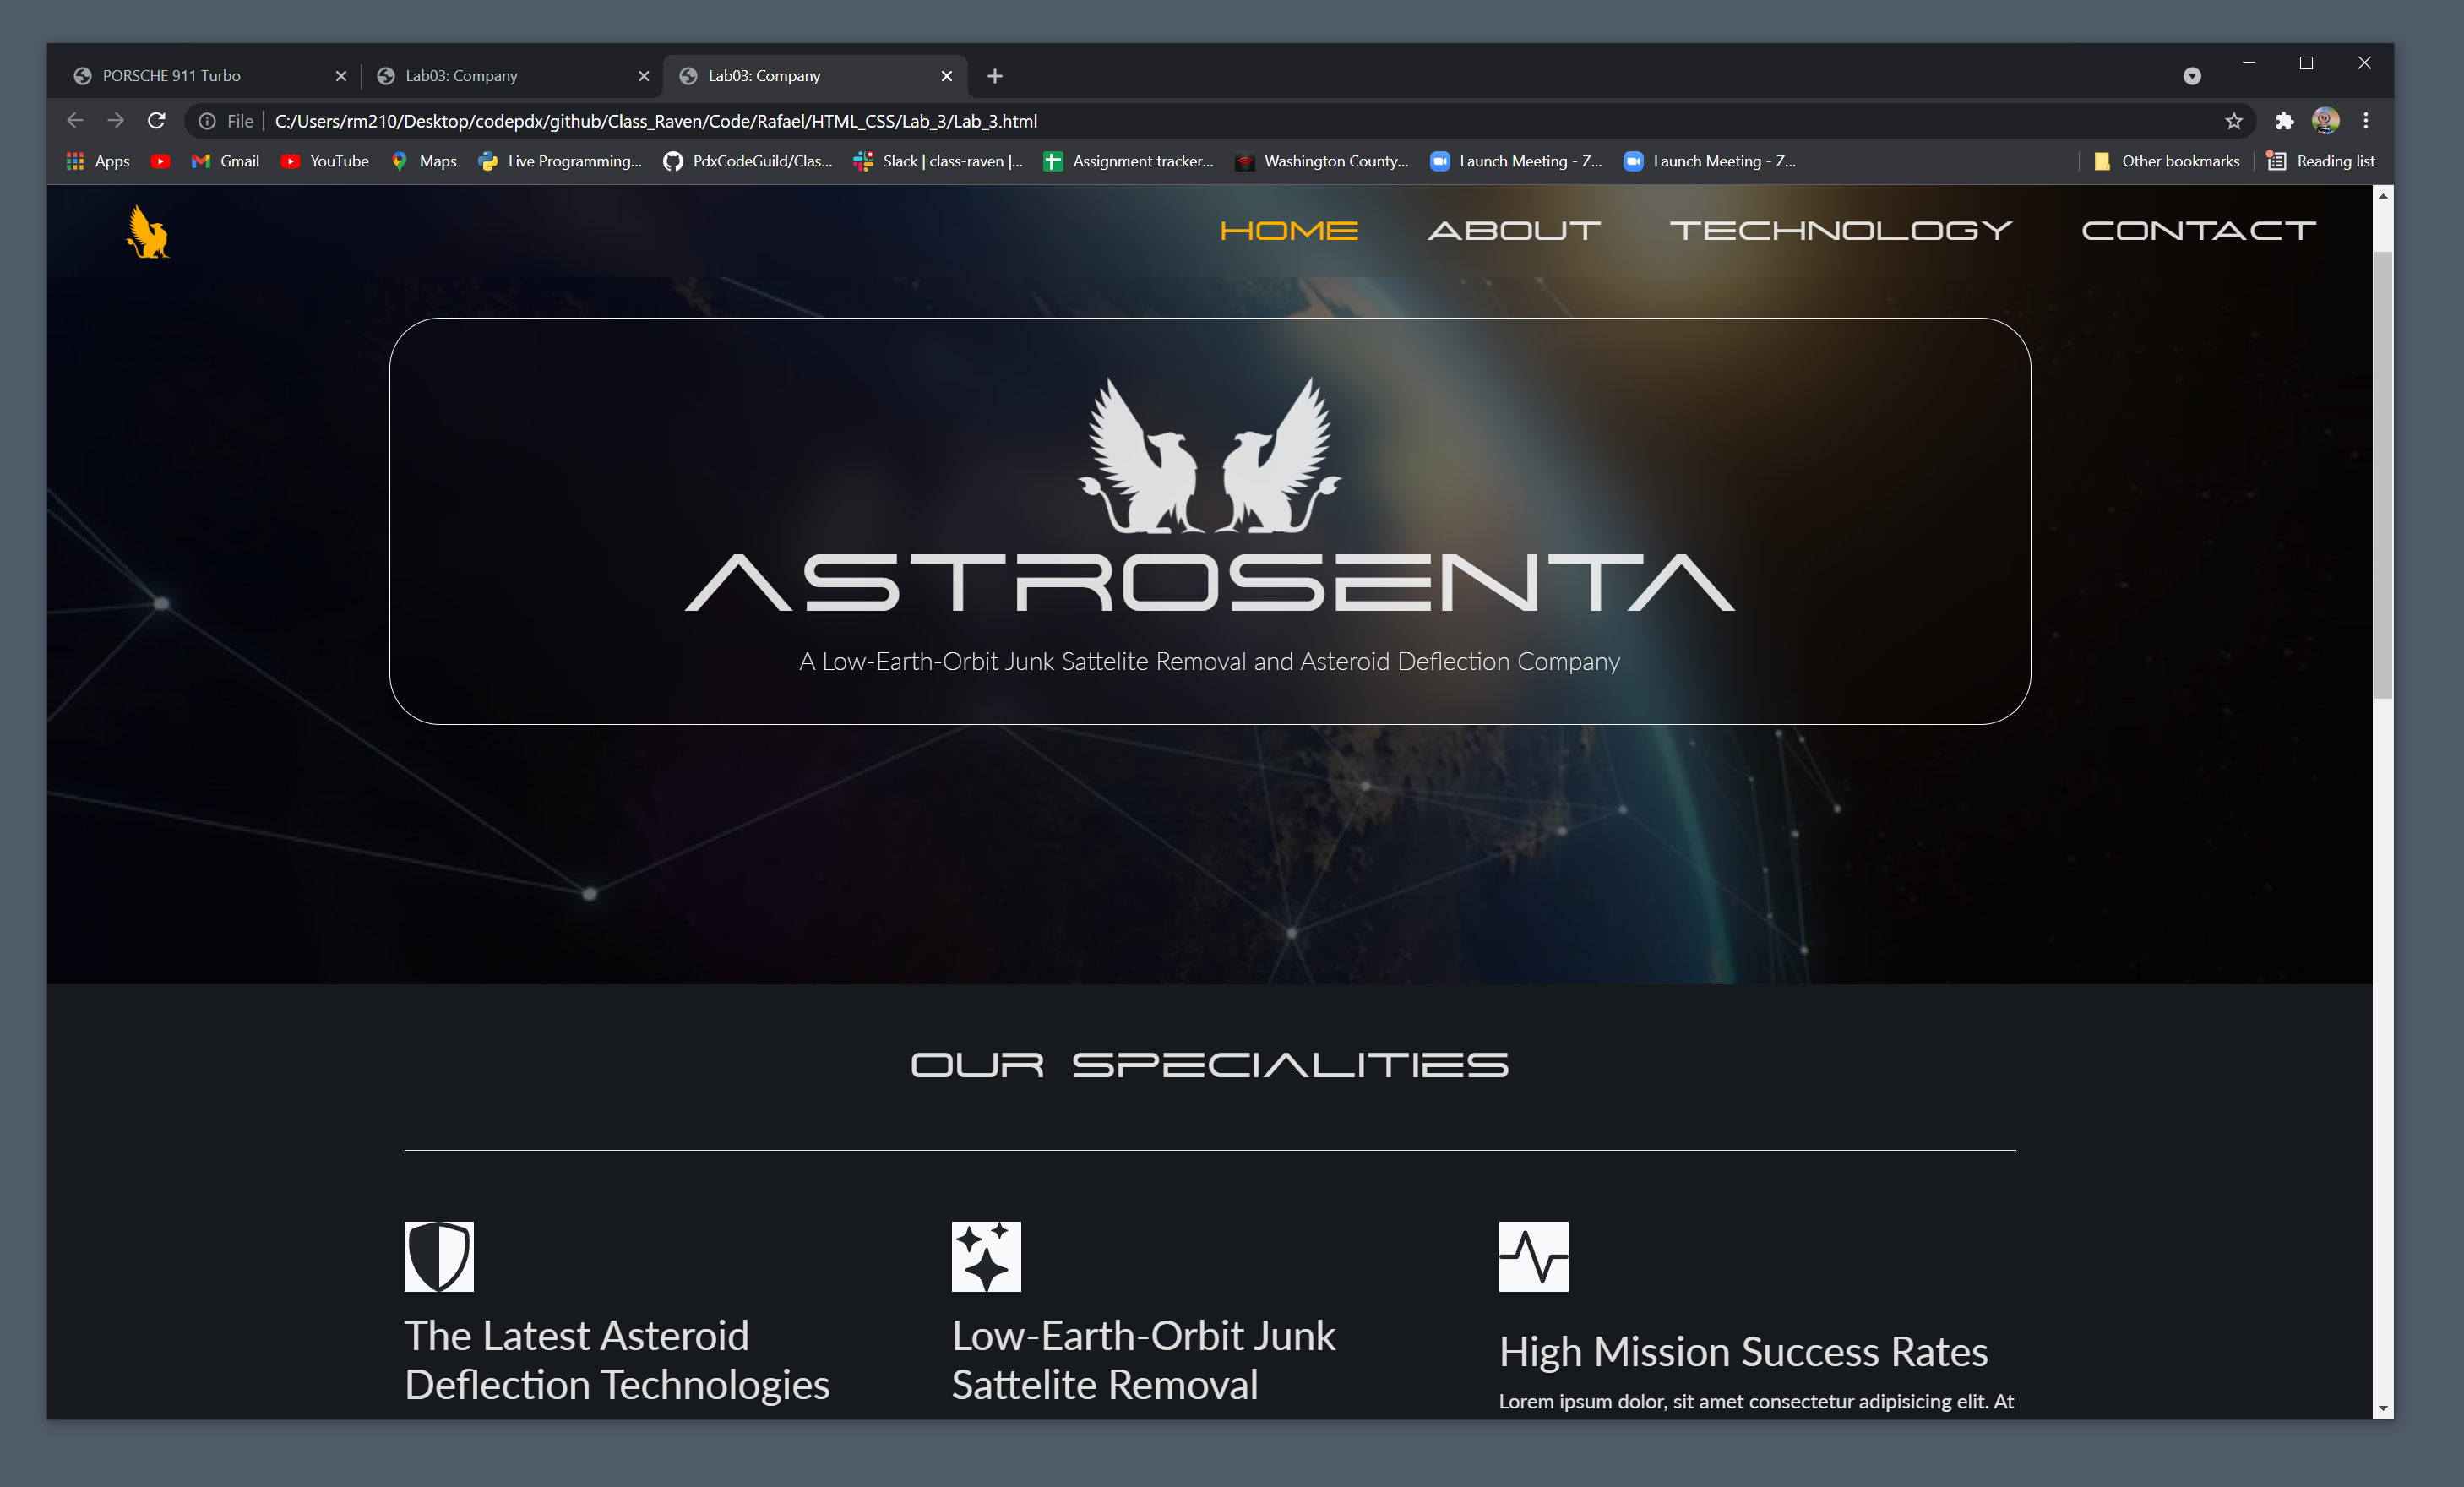 PORSCHE 911 Turbo
Lab03: Company
Lab03: Company
File
C:/Users/rm210/Desktop/codepdx/github/Class_Raven/Code/Rafael/HTML_CSS/Lab_3/Lab_3.html
Apps
Gmail
YouTube
Maps
Live Programming...
PdxCodeGuild/Clas...
Slack | class-raven |...
Assignment tracker...
Washington County...
Launch Meeting - Z...
Launch Meeting - Z...
Other bookmarks
Reading list
HOME
ABOUT
TECHNOLOGY
CONTACT
ASTROSENTA
A Low-Earth-Orbit Junk Sattelite Removal and Asteroid Deflection Company
OUR SPECIALITIES
The Latest Asteroid
Deflection Technologies
Low-Earth-Orbit Junk
Sattelite Removal
High Mission Success Rates
Lorem ipsum dolor, sit amet consectetur adipisicing elit. At